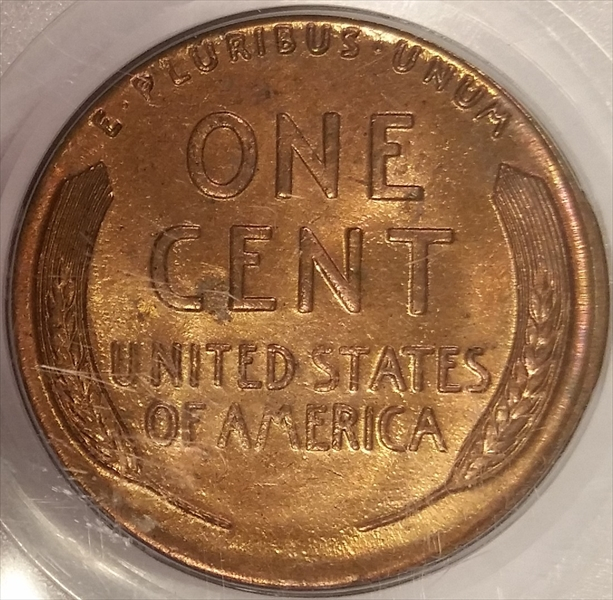 E·PLURIBUS·UNUM
ONE
CENT
UNITED STATES
OF AMERICA